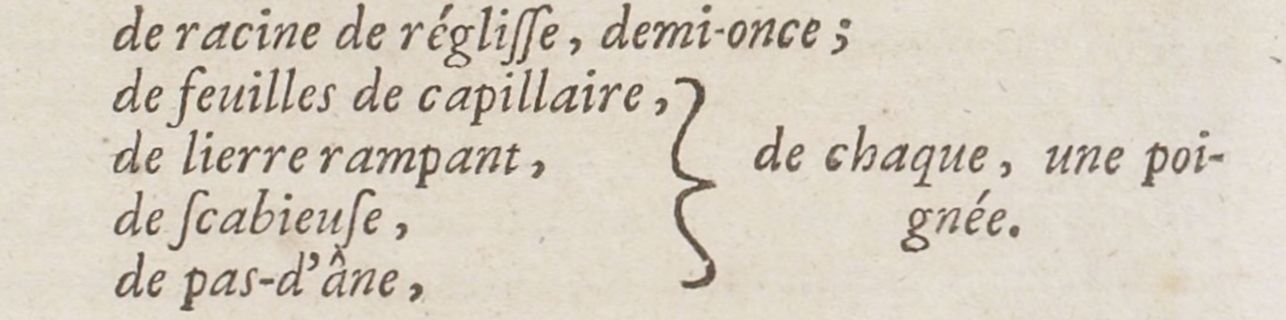 de racine de régliſſe, demi-once;
de feuilles de capillaire,
de lierre rampant,
de ſcabieuſe,
de pas-d'âne,
de chaque, une poi-
gnée.